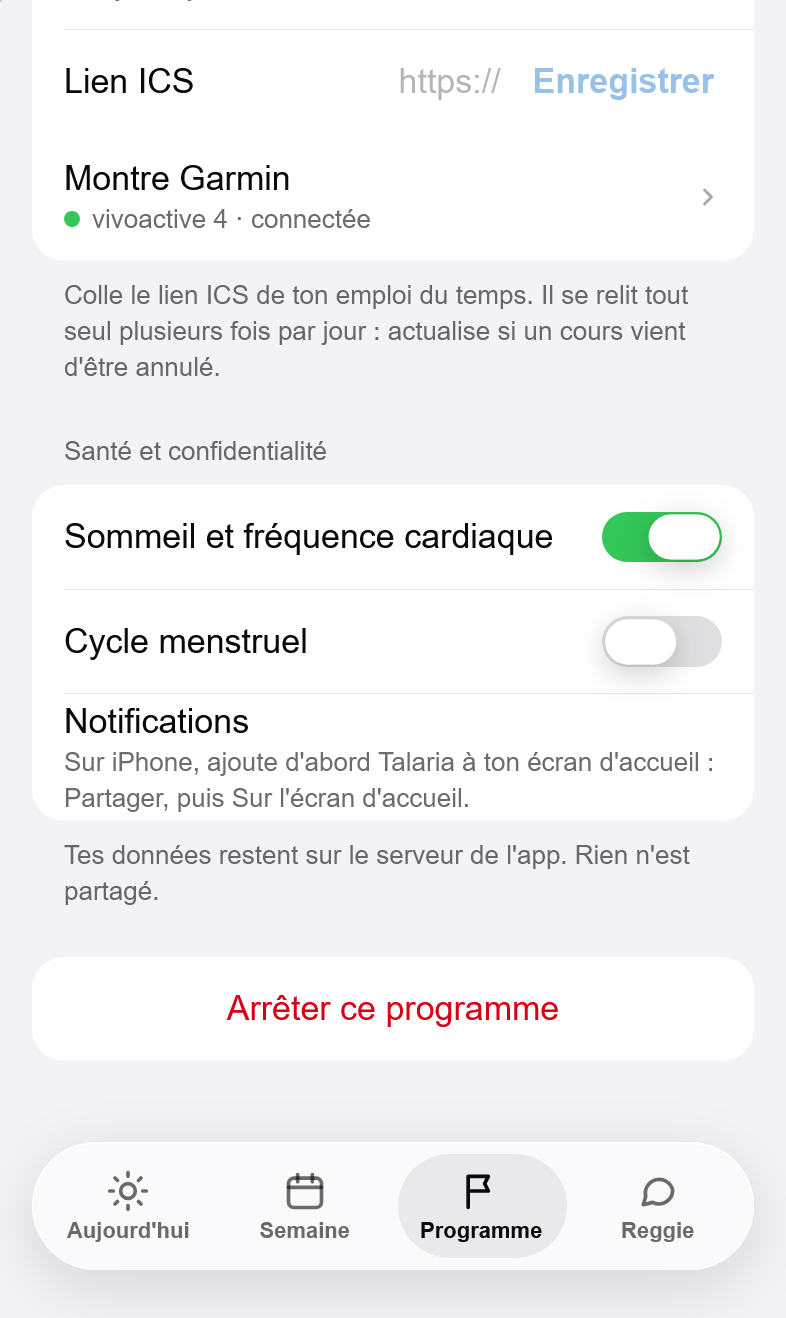 Lien ICS https:// Enregistrer
Montre Garmin
vivoactive 4 · connectée
Colle le lien ICS de ton emploi du temps. Il se relit tout
seul plusieurs fois par jour : actualise si un cours vient
d'être annulé.
Santé et confidentialité
Sommeil et fréquence cardiaque
Cycle menstruel
Notifications
Sur iPhone, ajoute d'abord Talaria à ton écran d'accueil :
Partager, puis Sur l'écran d'accueil.
Tes données restent sur le serveur de l'app. Rien n'est
partagé.
Arrêter ce programme
Aujourd'hui Semaine Programme Reggie